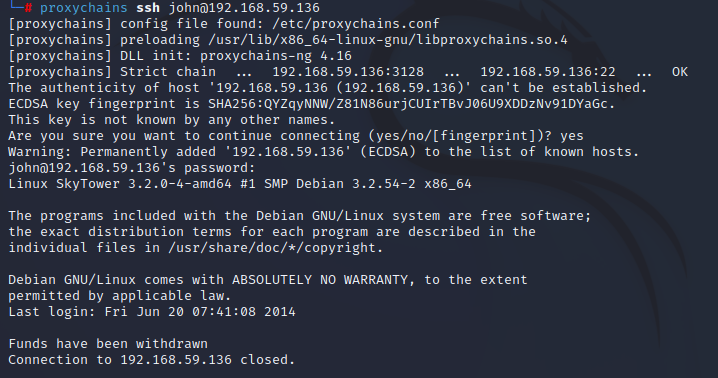 └─# proxychains ssh john@192.168.59.136
[proxychains] config file found: /etc/proxychains.conf
[proxychains] preloading /usr/lib/x86_64-linux-gnu/libproxychains.so.4
[proxychains] DLL init: proxychains-ng 4.16
[proxychains] Strict chain  ...  192.168.59.136:3128  ...  192.168.59.136:22  ...  OK
The authenticity of host '192.168.59.136 (192.168.59.136)' can't be established.
ECDSA key fingerprint is SHA256:QYZqyNNW/Z81N86urjCUIrTBvJ06U9XDDzNv91DYaGc.
This key is not known by any other names.
Are you sure you want to continue connecting (yes/no/[fingerprint])? yes
Warning: Permanently added '192.168.59.136' (ECDSA) to the list of known hosts.
john@192.168.59.136's password:
Linux SkyTower 3.2.0-4-amd64 #1 SMP Debian 3.2.54-2 x86_64

The programs included with the Debian GNU/Linux system are free software;
the exact distribution terms for each program are described in the
individual files in /usr/share/doc/*/copyright.

Debian GNU/Linux comes with ABSOLUTELY NO WARRANTY, to the extent
permitted by applicable law.
Last login: Fri Jun 20 07:41:08 2014

Funds have been withdrawn
Connection to 192.168.59.136 closed.